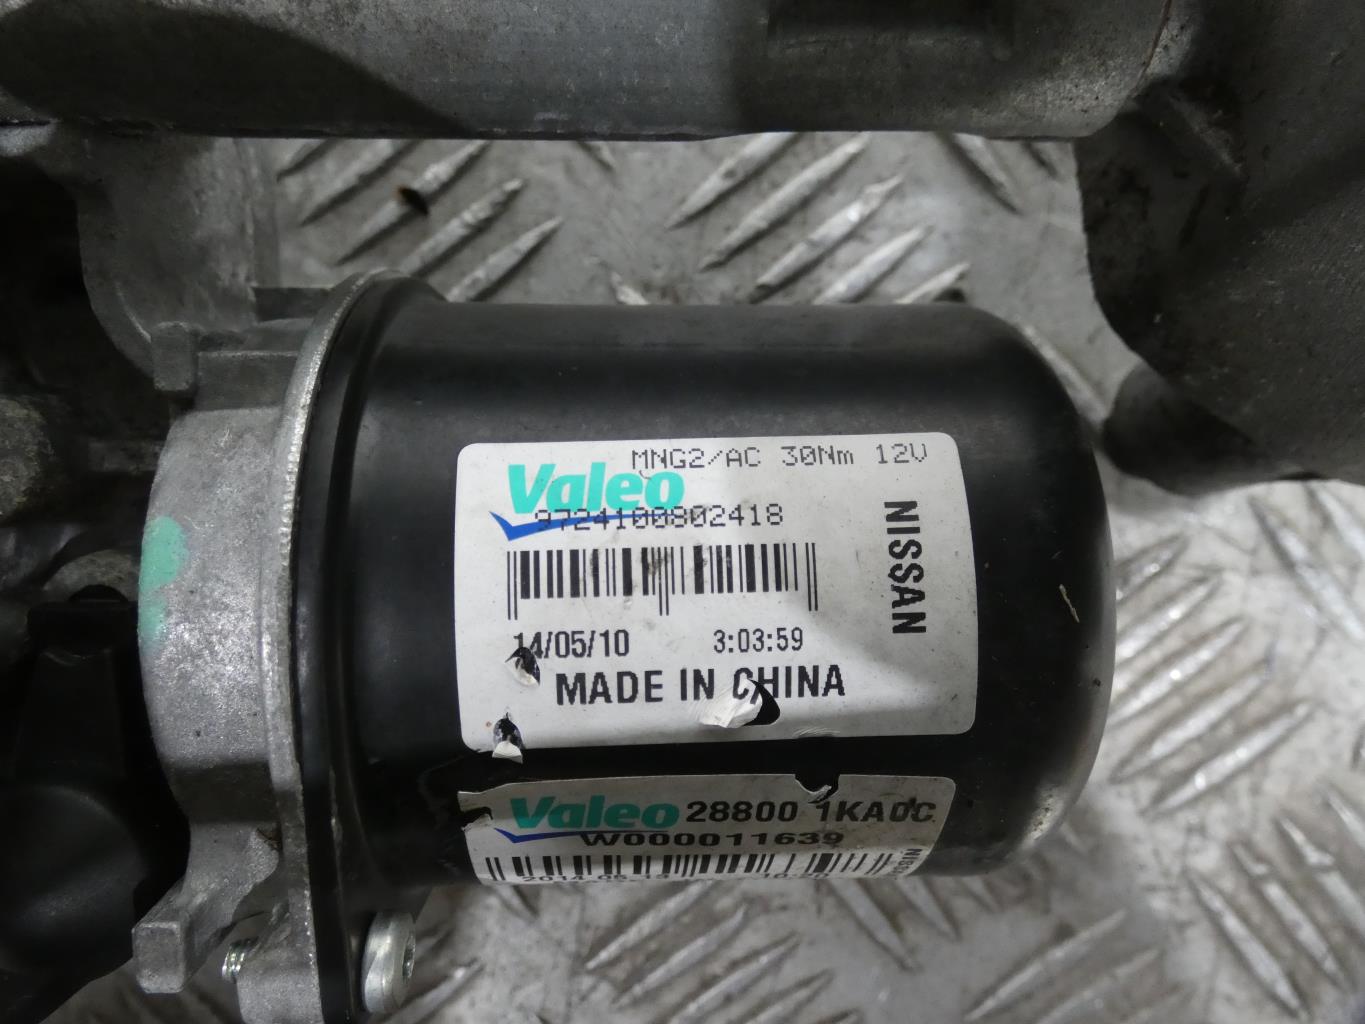 MNG2/AC 30Nm 12V
Valeo
9724100802418
NISSAN
14/05/10 3:03:59
MADE IN CHINA
Valeo 28800 1KA0C
W000011639
NISSAN